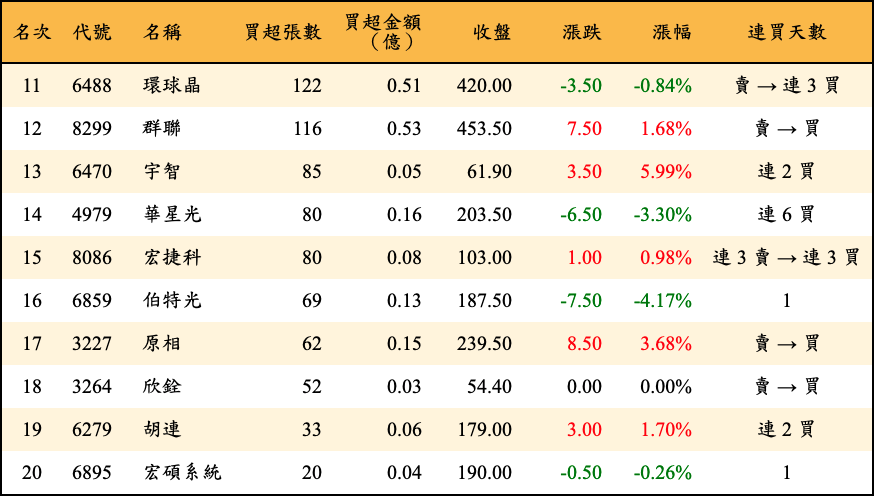 名次 代號 名稱 買超張數 買超金額（億） 收盤 漲跌 漲幅 連買天數
11 6488 環球晶 122 0.51 420.00 -3.50 -0.84% 賣 → 連 3 買
12 8299 群聯 116 0.53 453.50 7.50 1.68% 賣 → 買
13 6470 宇智 85 0.05 61.90 3.50 5.99% 連 2 買
14 4979 華星光 80 0.16 203.50 -6.50 -3.30% 連 6 買
15 8086 宏捷科 80 0.08 103.00 1.00 0.98% 連 3 賣 → 連 3 買
16 6859 伯特光 69 0.13 187.50 -7.50 -4.17% 1
17 3227 原相 62 0.15 239.50 8.50 3.68% 賣 → 買
18 3264 欣銓 52 0.03 54.40 0.00 0.00% 賣 → 買
19 6279 胡連 33 0.06 179.00 3.00 1.70% 連 2 買
20 6895 宏碩系統 20 0.04 190.00 -0.50 -0.26% 1